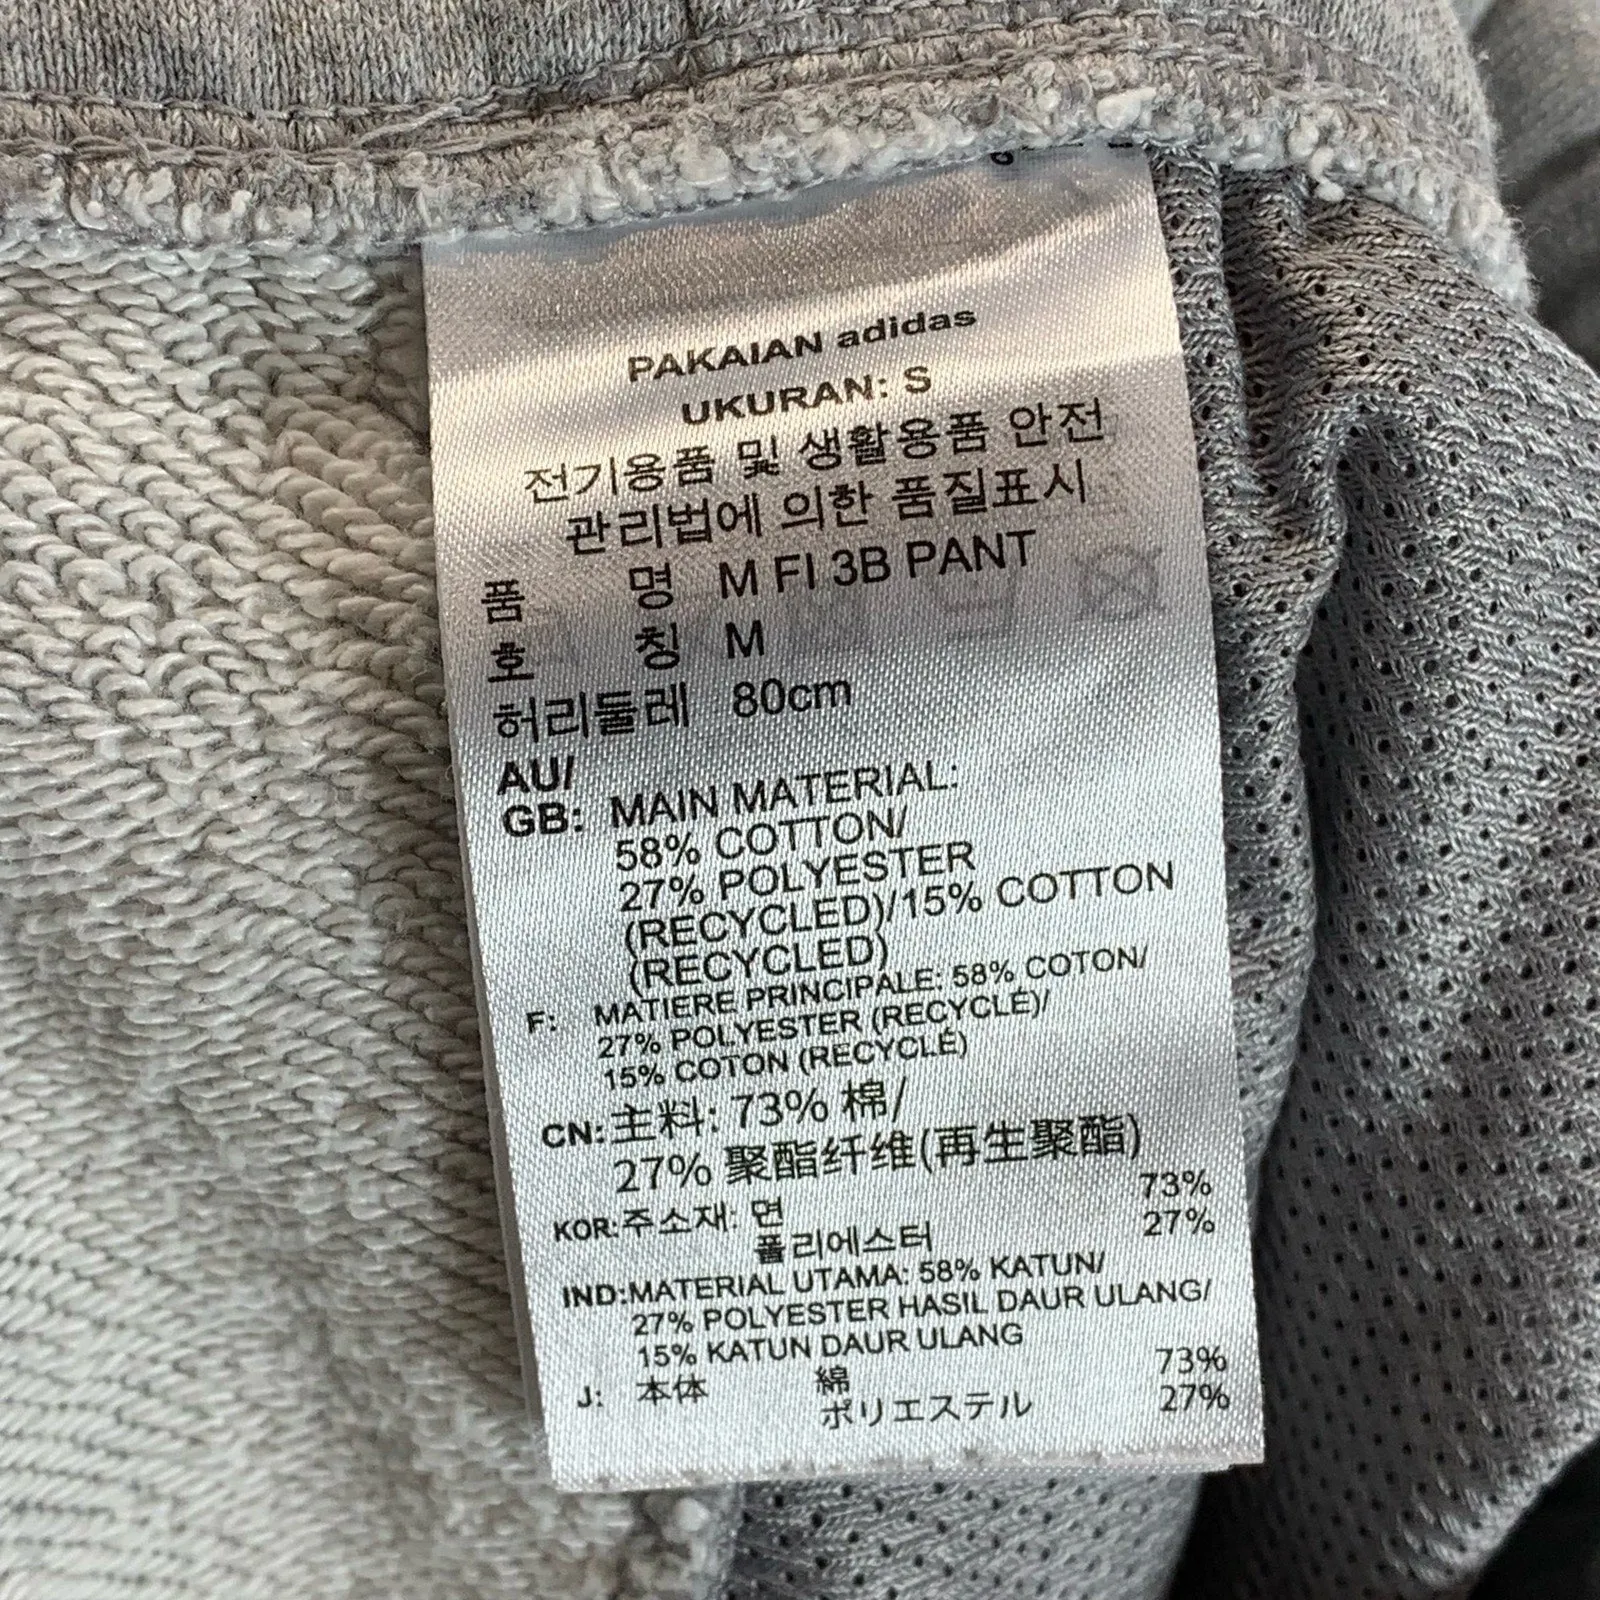 PAKAIAN adidas
UKURAN: S
전기용품 및 생활용품 안전
관리법에 의한 품질표시
품 명 M FI 3B PANT
호 칭 M
허리둘레 80cm
AU/
GB: MAIN MATERIAL:
58% COTTON/
27% POLYESTER
(RECYCLED)/15% COTTON
(RECYCLED)
F: MATIERE PRINCIPALE: 58% COTON/
27% POLYESTER (RECYCLÉ)/
15% COTON (RECYCLÉ)
CN: 主料: 73% 棉/
27% 聚酯纤维(再生聚酯)
KOR: 주소재: 면 73%
폴리에스터 27%
IND: MATERIAL UTAMA: 58% KATUN/
27% POLYESTER HASIL DAUR ULANG/
15% KATUN DAUR ULANG
J: 本体 綿 73%
ポリエステル 27%